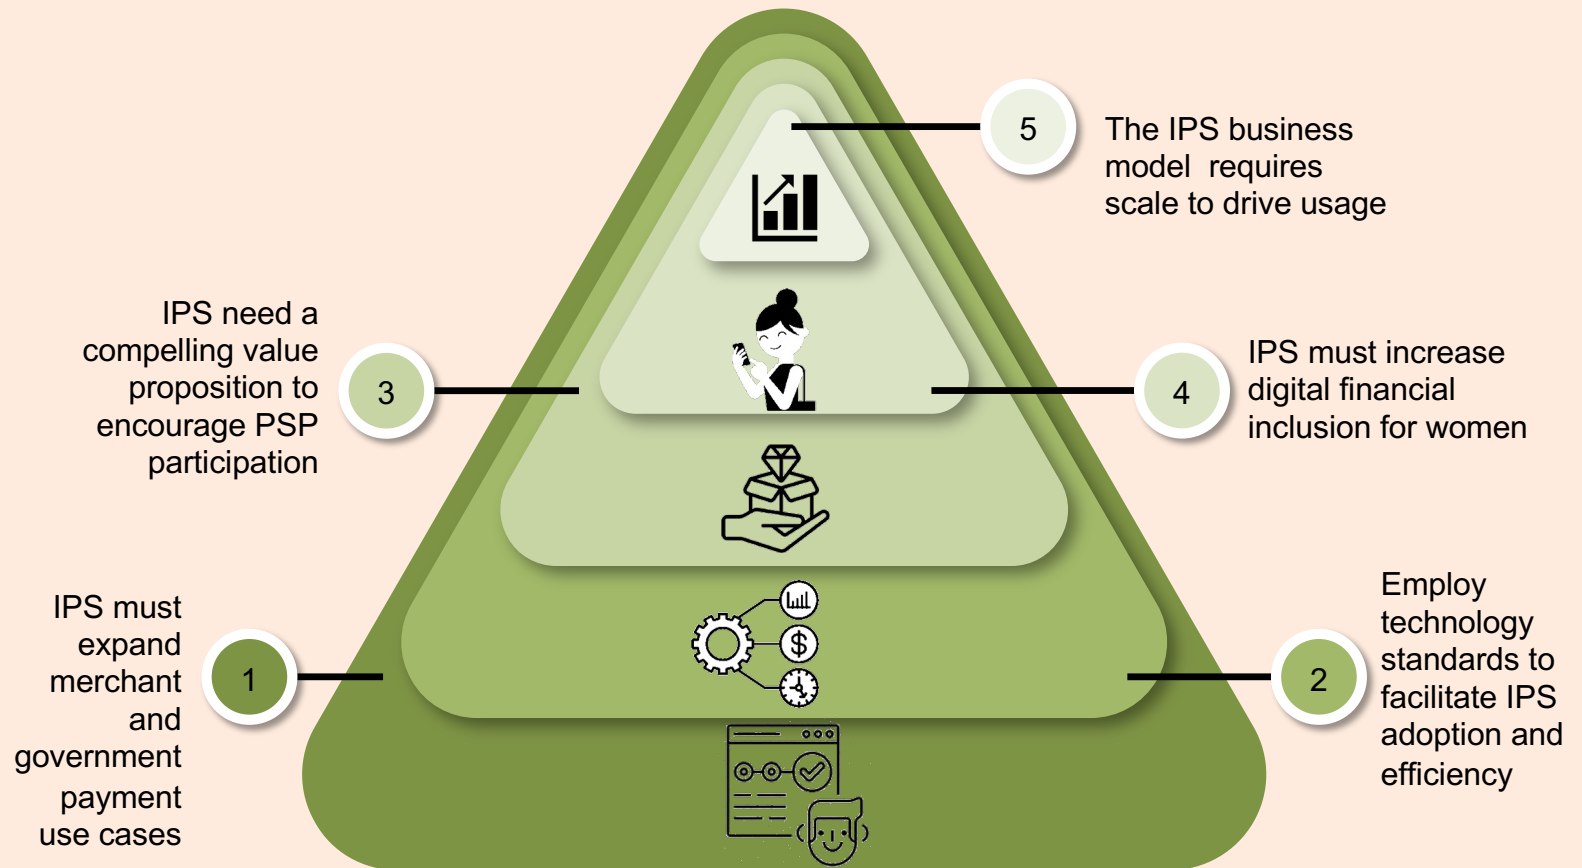 5
The IPS business
model requires
scale to drive usage
IPS need a
compelling value
proposition to
encourage PSP
participation
3
4
IPS must increase
digital financial
inclusion for women
IPS must
expand
merchant
and
government
payment
use cases
1
$
2
Employ
technology
standards to
facilitate IPS
adoption and
efficiency